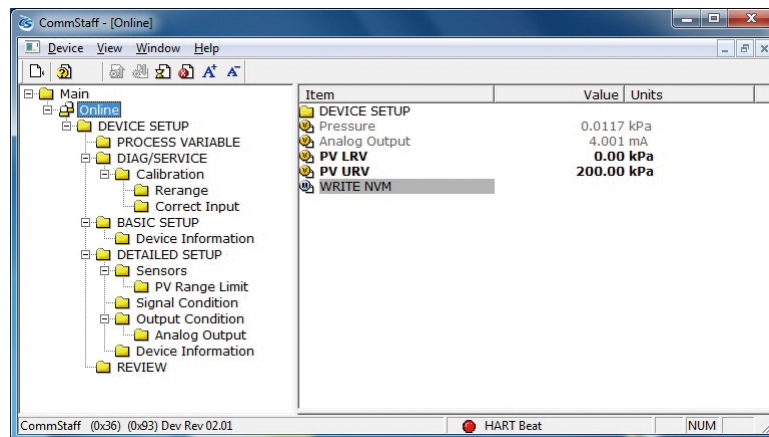 CommStaff - [Online]
Device View Window Help
Main
Online
DEVICE SETUP
PROCESS VARIABLE
DIAG/SERVICE
Calibration
Rerange
Correct Input
BASIC SETUP
Device Information
DETAILED SETUP
Sensors
PV Range Limit
Signal Condition
Output Condition
Analog Output
Device Information
REVIEW
Item Value Units
DEVICE SETUP
Pressure 0.0117 kPa
Analog Output 4.001 mA
PV LRV 0.00 kPa
PV URV 200.00 kPa
WRITE NVM
CommStaff (0x36) (0x93) Dev Rev 02.01 HART Beat NUM